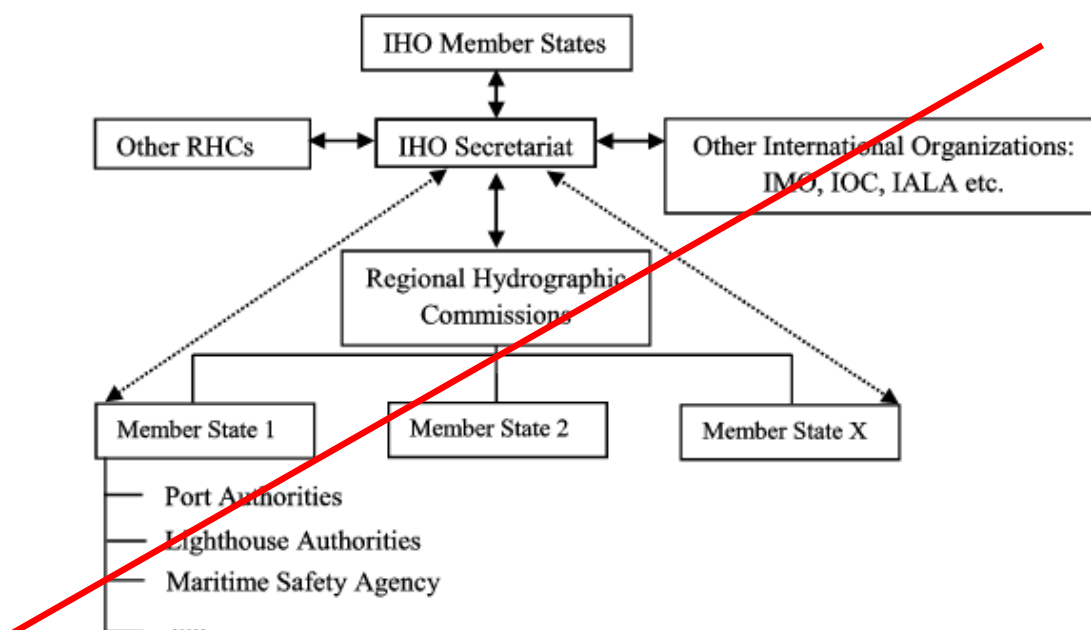 IHO Member States
Other RHCs
IHO Secretariat
Other International Organizations:
IMO, IOC, IALA etc.
Regional Hydrographic
Commissions
Member State 1
Member State 2
Member State X
Port Authorities
Lighthouse Authorities
Maritime Safety Agency